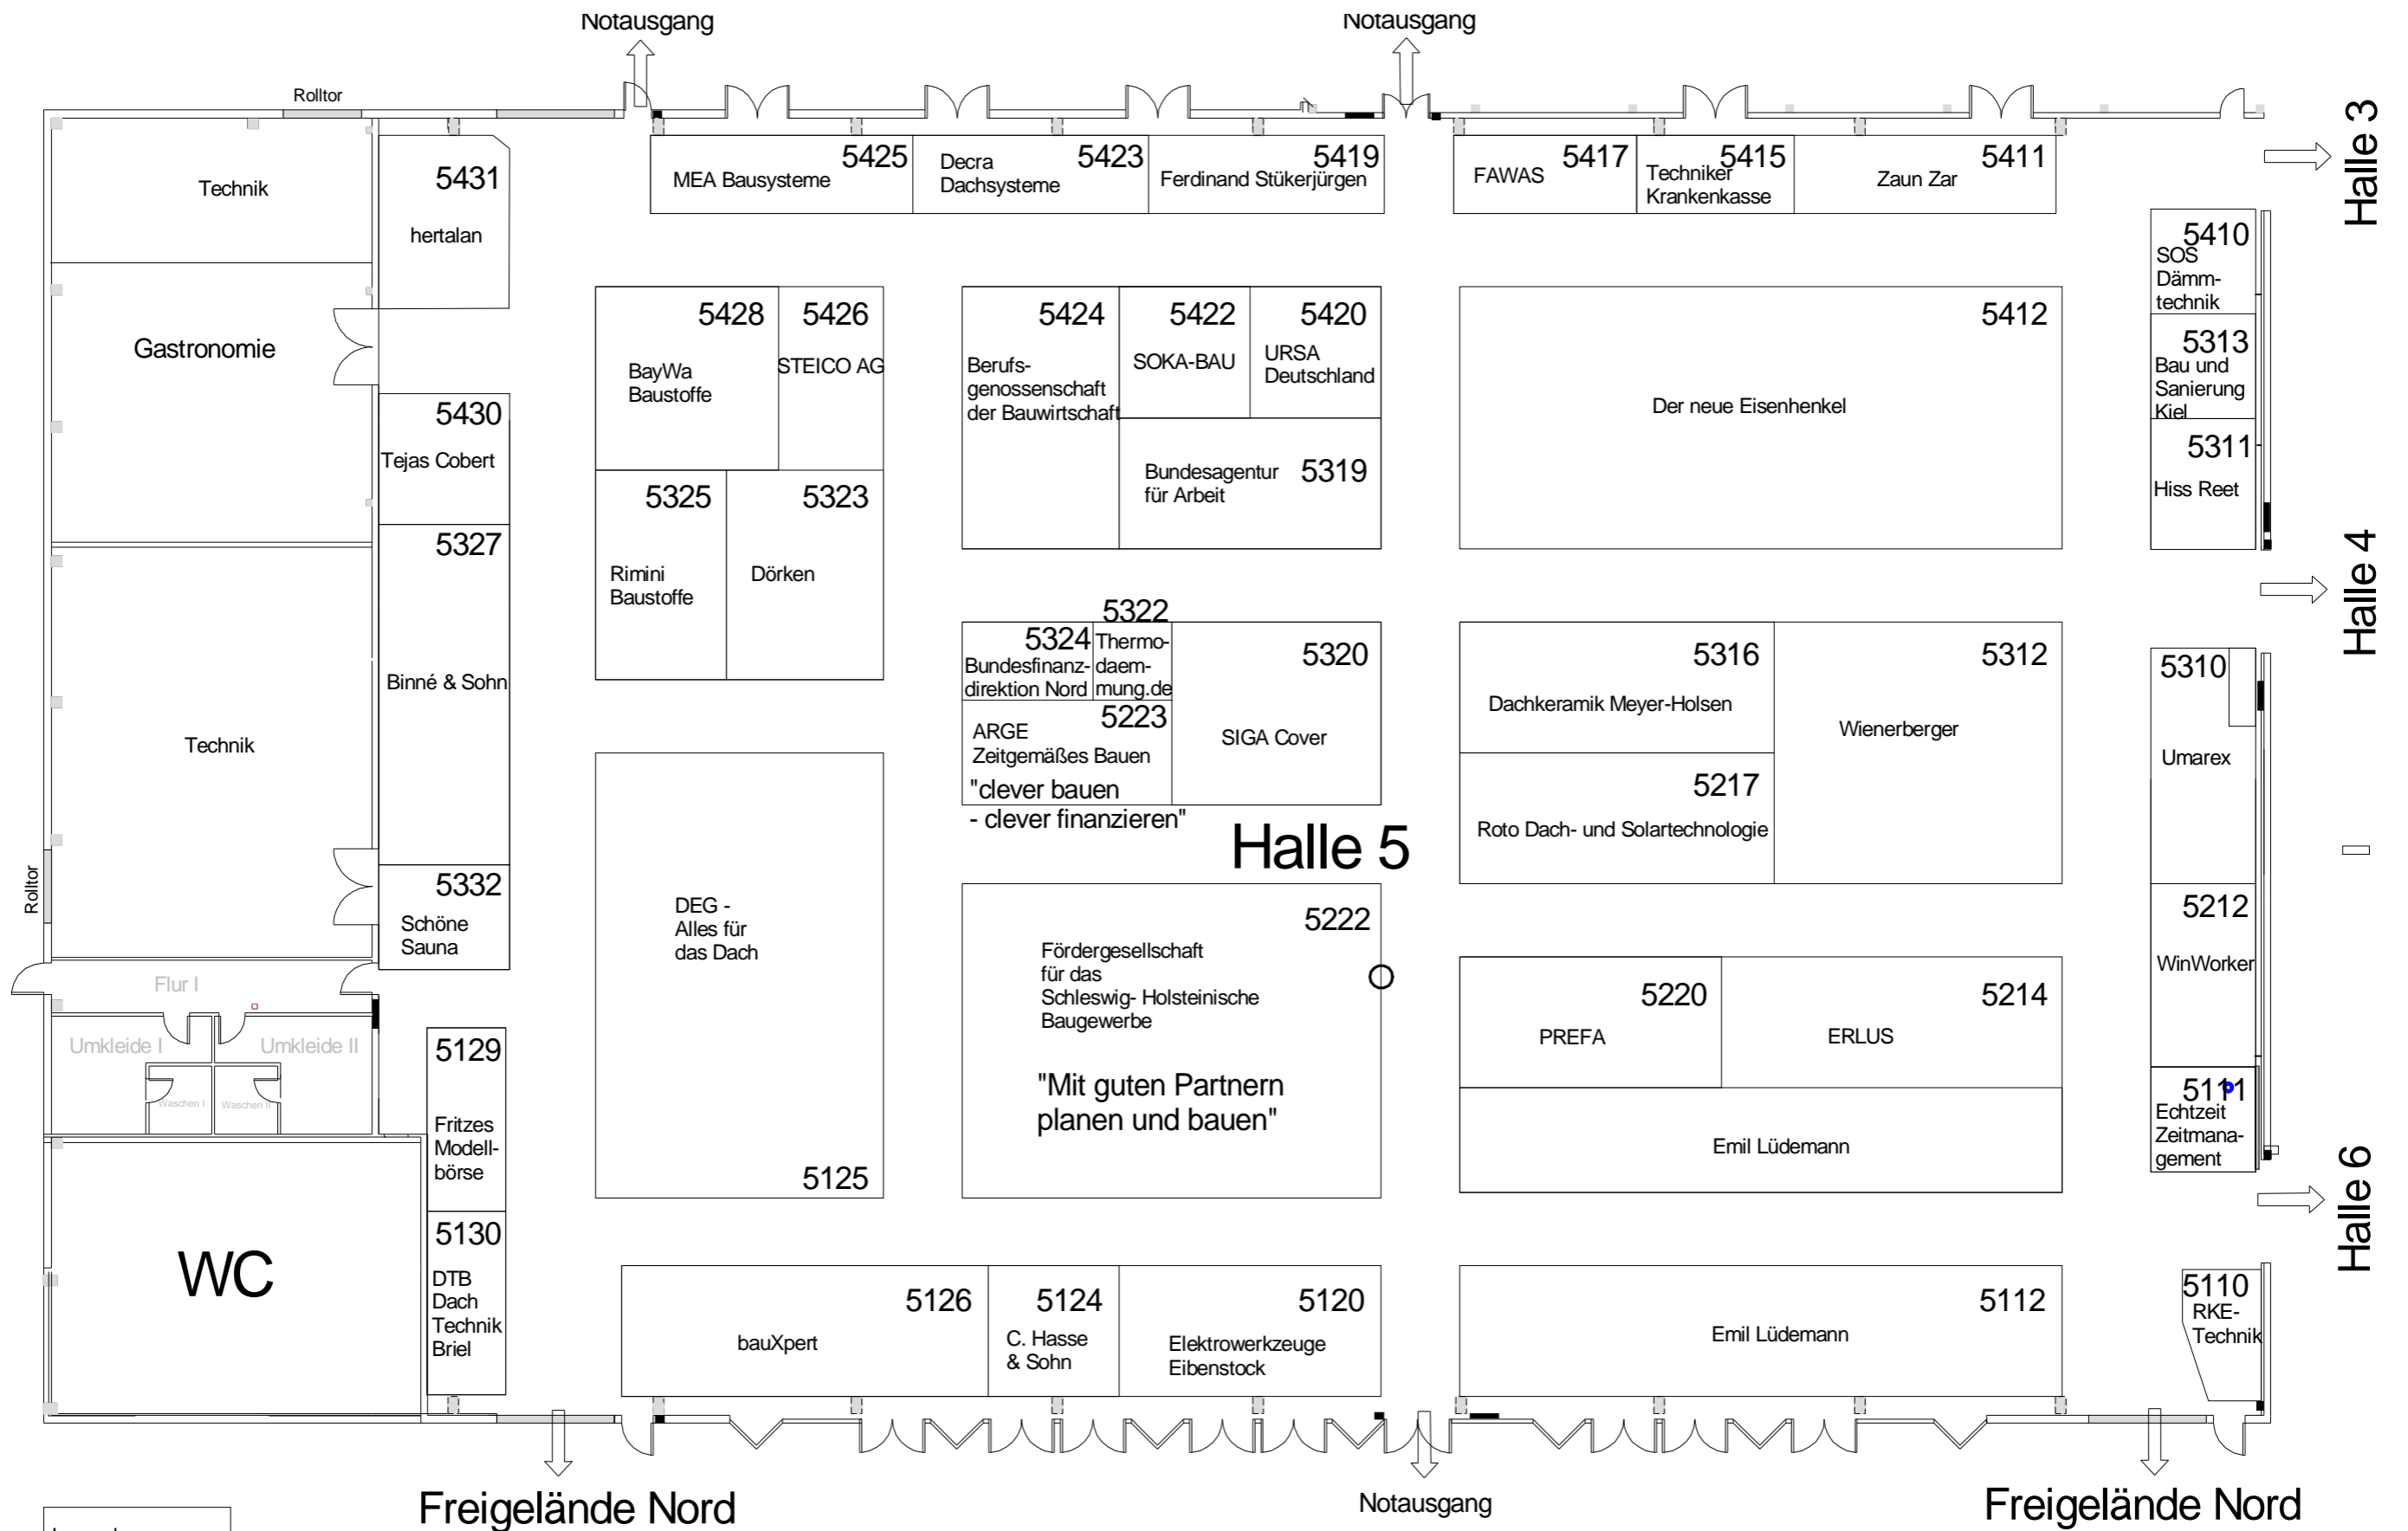 Notausgang
Notausgang
Rolltor
Halle 3
5431
hertalan
Technik
5425
MEA Bausysteme
5423
Decra
Dachsysteme
5419
Ferdinand Stükerjürgen
5417
FAWAS
5415
Techniker
Krankenkasse
5411
Zaun Zar
5410
SOS
Dämm-
technik
Gastronomie
5428
BayWa
Baustoffe
5426
STEICO AG
5424
Berufs-
genossenschaft
der Bauwirtschaft
5422
SOKA-BAU
5420
URSA
Deutschland
5412
Der neue Eisenhenkel
5313
Bau und
Sanierung
Kiel
5430
Tejas Cobert
5319
Bundesagentur
für Arbeit
5311
Hiss Reet
5327
Binné & Sohn
5325
Rimini
Baustoffe
5323
Dörken
Halle 4
5322
Thermo-
daem-
mung.de
5324
Bundesfinanz-
direktion Nord
5320
SIGA Cover
5316
Dachkeramik Meyer-Holsen
5312
Wienerberger
5310
Umarex
Technik
5223
ARGE
Zeitgemäßes Bauen
"clever bauen
- clever finanzieren"
5217
Roto Dach- und Solartechnologie
Halle 5
Rolltor
5332
Schöne
Sauna
DEG -
Alles für
das Dach
5125
5222
Fördergesellschaft
für das
Schleswig- Holsteinische
Baugewerbe
"Mit guten Partnern
planen und bauen"
5212
WinWorker
Flur I
5220
PREFA
5214
ERLUS
Umkleide I
Umkleide II
Waschen I
Waschen II
5129
Fritzes
Modell-
börse
5111
Echtzeit
Zeitmana-
gement
Emil Lüdemann
Halle 6
WC
5130
DTB
Dach
Technik
Briel
5126
bauXpert
5124
C. Hasse
& Sohn
5120
Elektrowerkzeuge
Eibenstock
5112
Emil Lüdemann
5110
RKE-
Technik
Freigelände Nord
Notausgang
Freigelände Nord